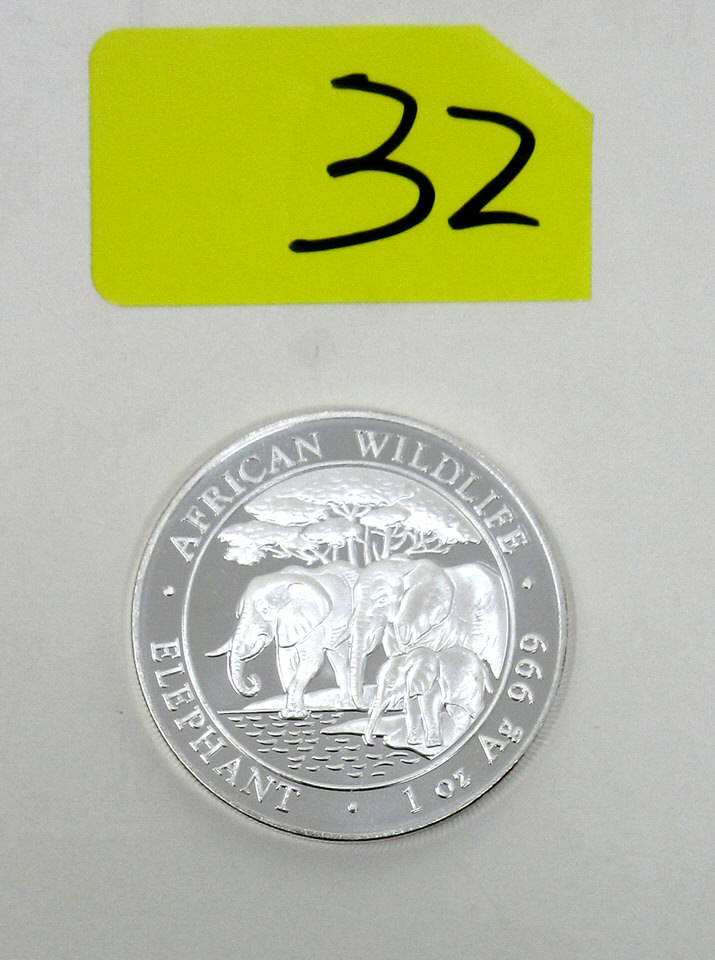 32
AFRICAN WILDLIFE
ELEPHANT • 1 oz Ag 999